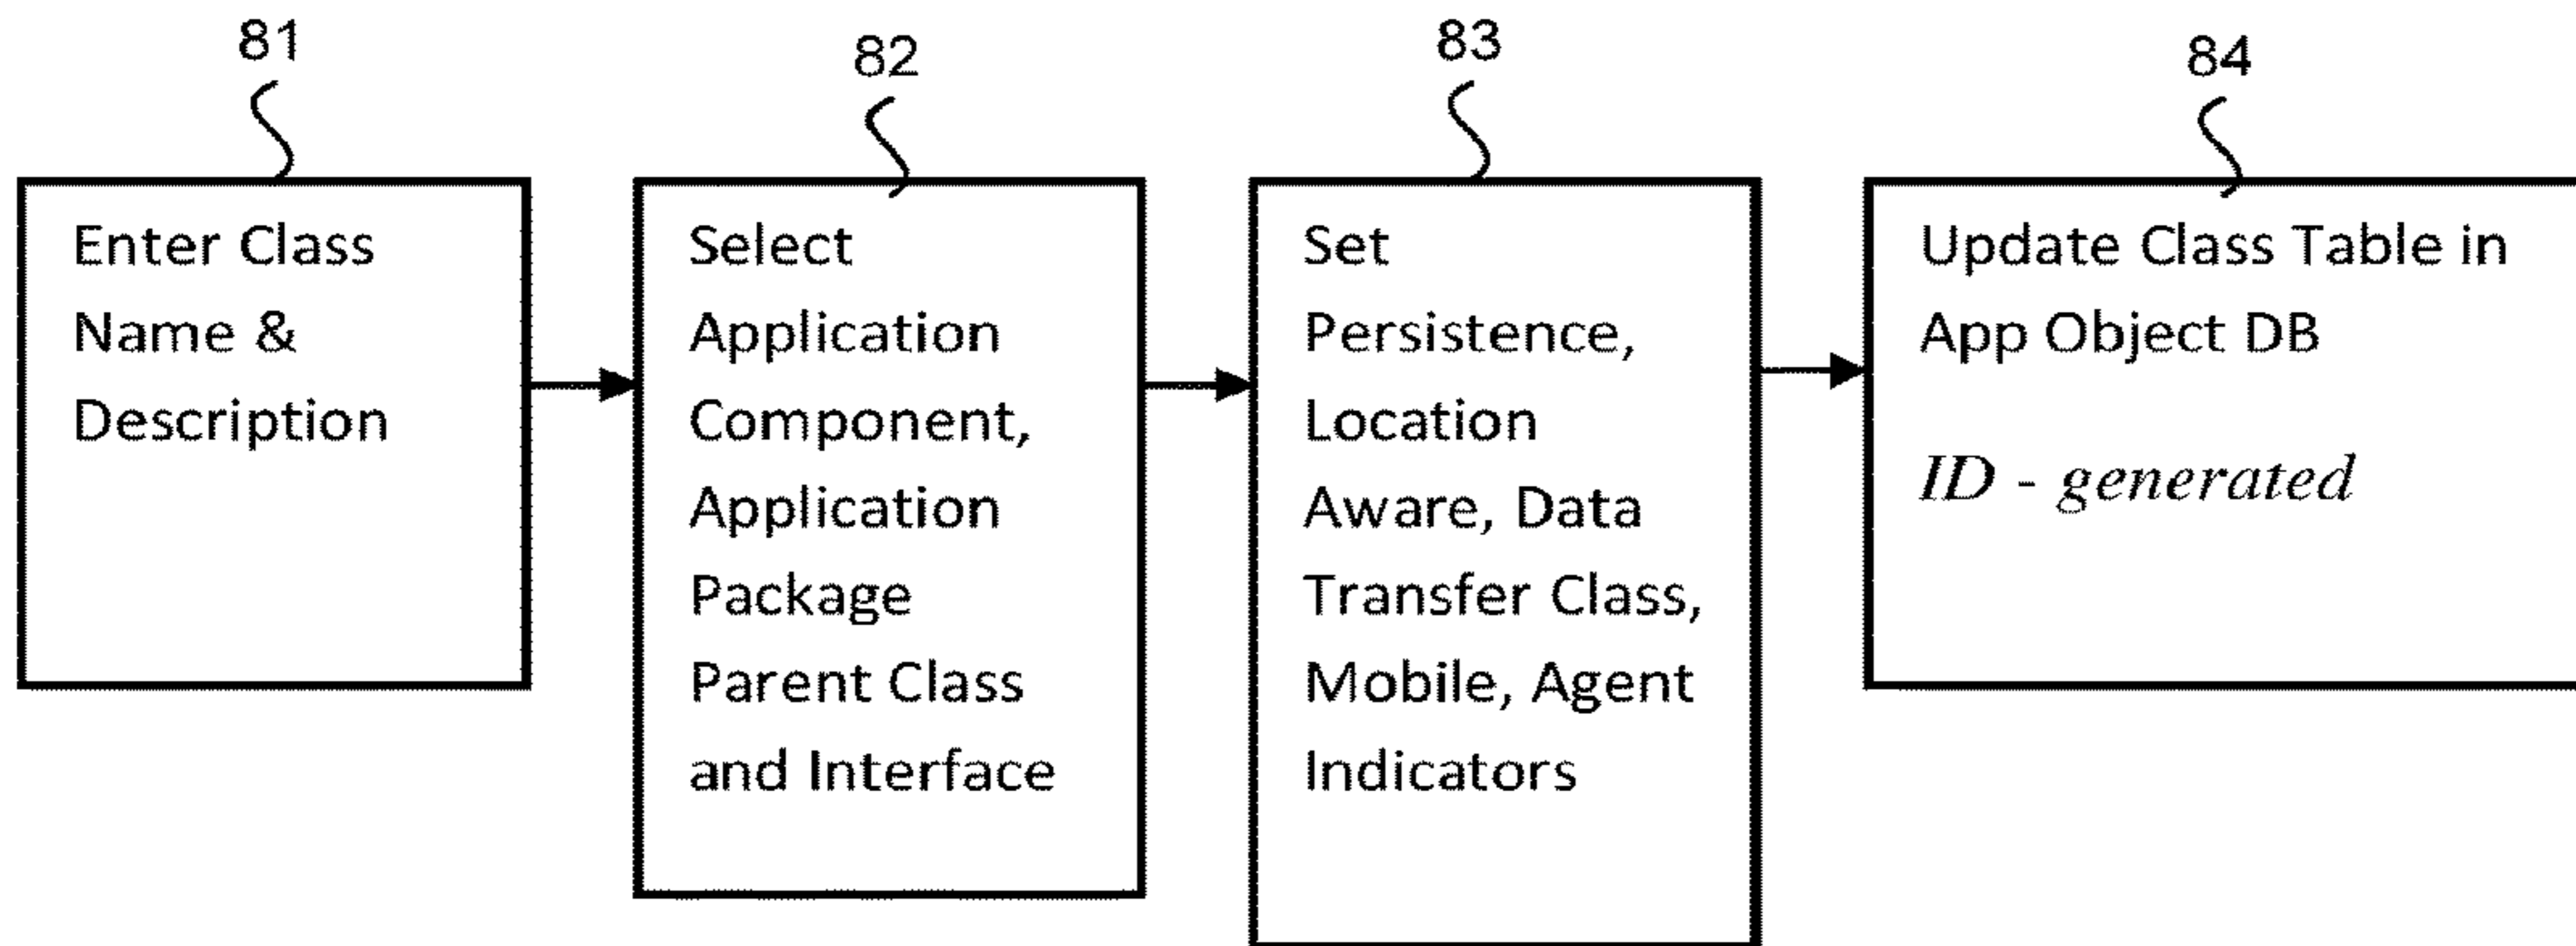 81
82
83
84
Enter Class
Name &
Description
Select
Application
Component,
Application
Package
Parent Class
and Interface
Set
Persistence,
Location
Aware, Data
Transfer Class,
Mobile, Agent
Indicators
Update Class Table in
App Object DB
ID - generated